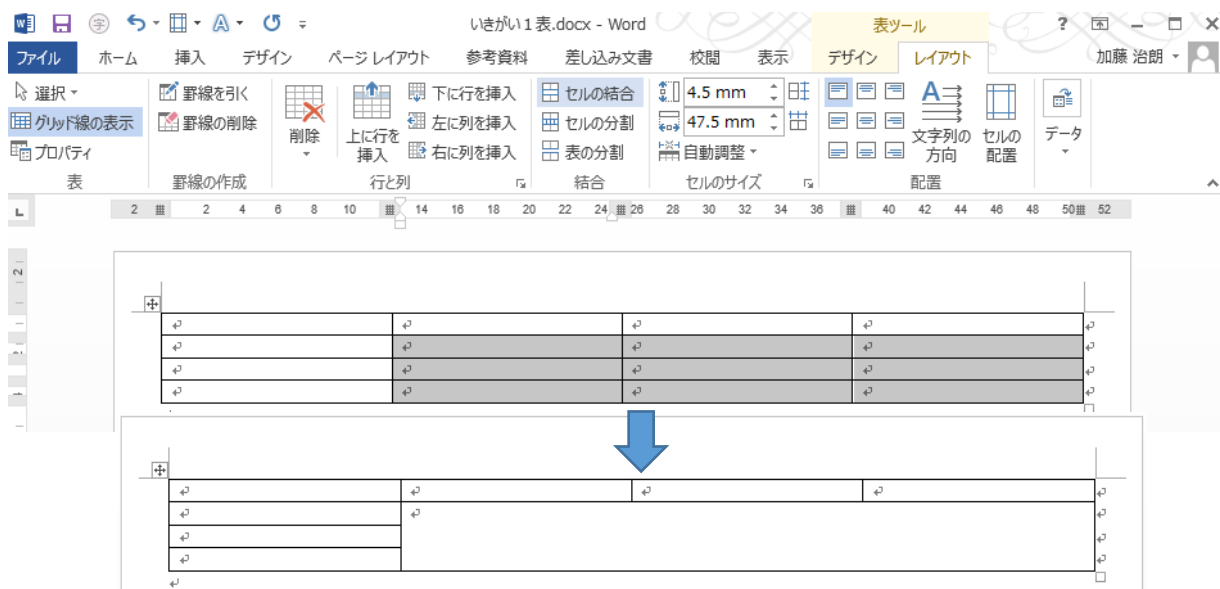 いきがい１表.docx - Word
表ツール
ファイル ホーム 挿入 デザイン ページ レイアウト 参考資料 差し込み文書 校閲 表示 デザイン レイアウト 加藤 治朗
選択
グリッド線の表示
プロパティ
表
罫線を引く
罫線の削除
罫線の作成
削除
上に行を
挿入
下に行を挿入
左に列を挿入
右に列を挿入
行と列
セルの結合
セルの分割
表の分割
結合
4.5 mm
47.5 mm
自動調整
セルのサイズ
文字列の
方向
セルの
配置
配置
データ
2 2 4 6 8 10 14 16 18 20 22 24 26 28 30 32 34 36 40 42 44 46 48 50 52
2